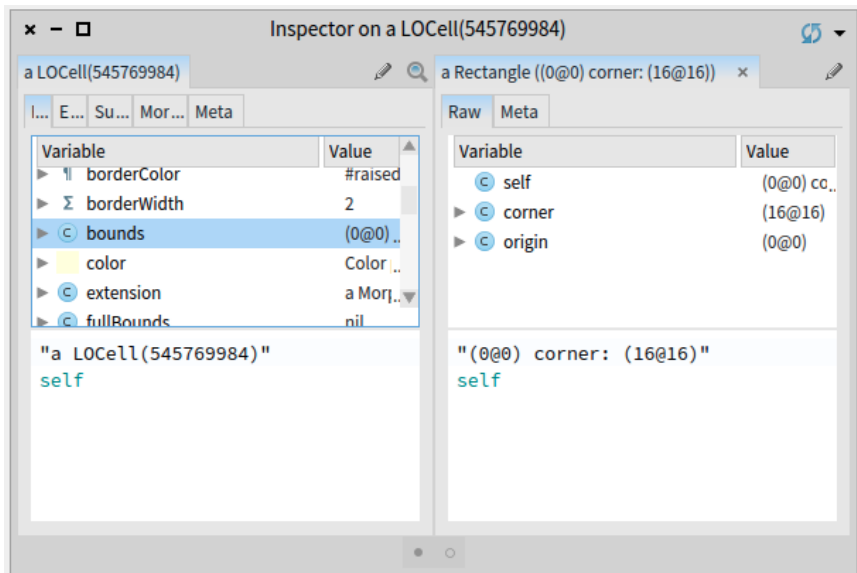 Inspector on a LOCell(545769984)
a LOCell(545769984)
I... E... Su... Mor... Meta
Variable Value
borderColor #raised
borderWidth 2
bounds (0@0) ..
color Color ..
extension a Morp..
fullBounds nil
"a LOCell(545769984)"
self
a Rectangle ((0@0) corner: (16@16)) ×
Raw Meta
Variable Value
self (0@0) co..
corner (16@16)
origin (0@0)
"(0@0) corner: (16@16)"
self